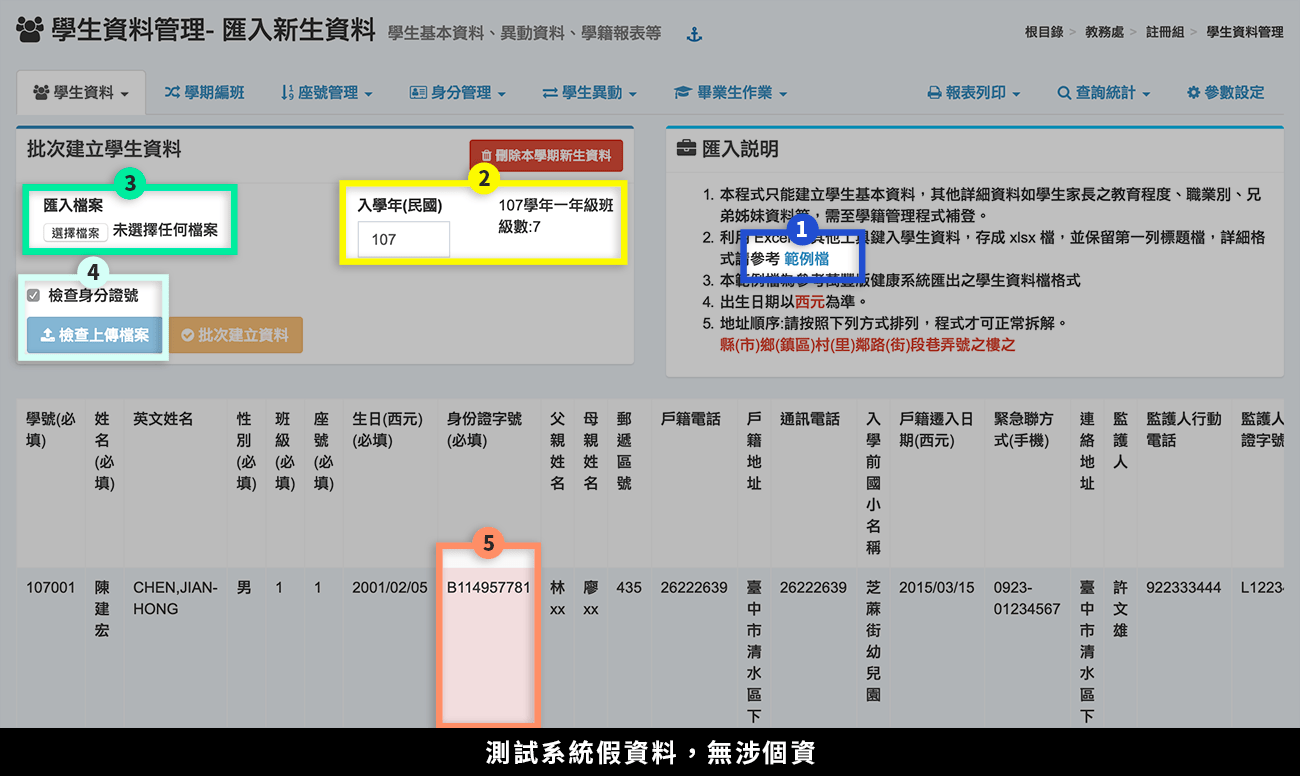 學生資料管理- 匯入新生資料 學生基本資料、異動資料、學籍報表等
根目錄 > 教務處 > 註冊組 > 學生資料管理
學生資料 學期編班 座號管理 身分管理 學生異動 畢業生作業 報表列印 查詢統計 參數設定
批次建立學生資料
刪除本學期新生資料
3
匯入檔案
選擇檔案 未選擇任何檔案
2
入學年(民國)
107
107學年一年級班
級數:7
4
檢查身分證號
檢查上傳檔案 批次建立資料
匯入說明
1. 本程式只能建立學生基本資料，其他詳細資料如學生家長之教育程度、職業別、兄
弟姊妹資料等，需至學籍管理程式補登。
1
2. 利用 Excel 其他工具鍵入學生資料，存成 xlsx 檔，並保留第一列標題檔，詳細格
式請參考 範例檔
3. 本範例檔為參考萬豐版健康系統匯出之學生資料檔格式
4. 出生日期以西元為準。
5. 地址順序:請按照下列方式排列，程式才可正常拆解。
縣(市)鄉(鎮區)村(里)鄰路(街)段巷弄號之樓之
學號(必填) 姓名(必填) 英文姓名 性別(必填) 班級(必填) 座號(必填) 生日(西元)(必填) 身份證字號(必填) 父親姓名 母親姓名 郵遞區號 戶籍電話 戶籍地址 通訊電話 入學前國小名稱 戶籍遷入日期(西元) 緊急聯方式(手機) 連絡地址 監護人 監護人行動電話 監護人證字號
5
107001 陳建宏 CHEN,JIAN-HONG 男 1 1 2001/02/05 B114957781 林xx 廖xx 435 26222639 臺中市清水區下 26222639 芝蔴街幼兒園 2015/03/15 0923-01234567 臺中市清水區下 許文雄 922333444 L1223
測試系統假資料，無涉個資